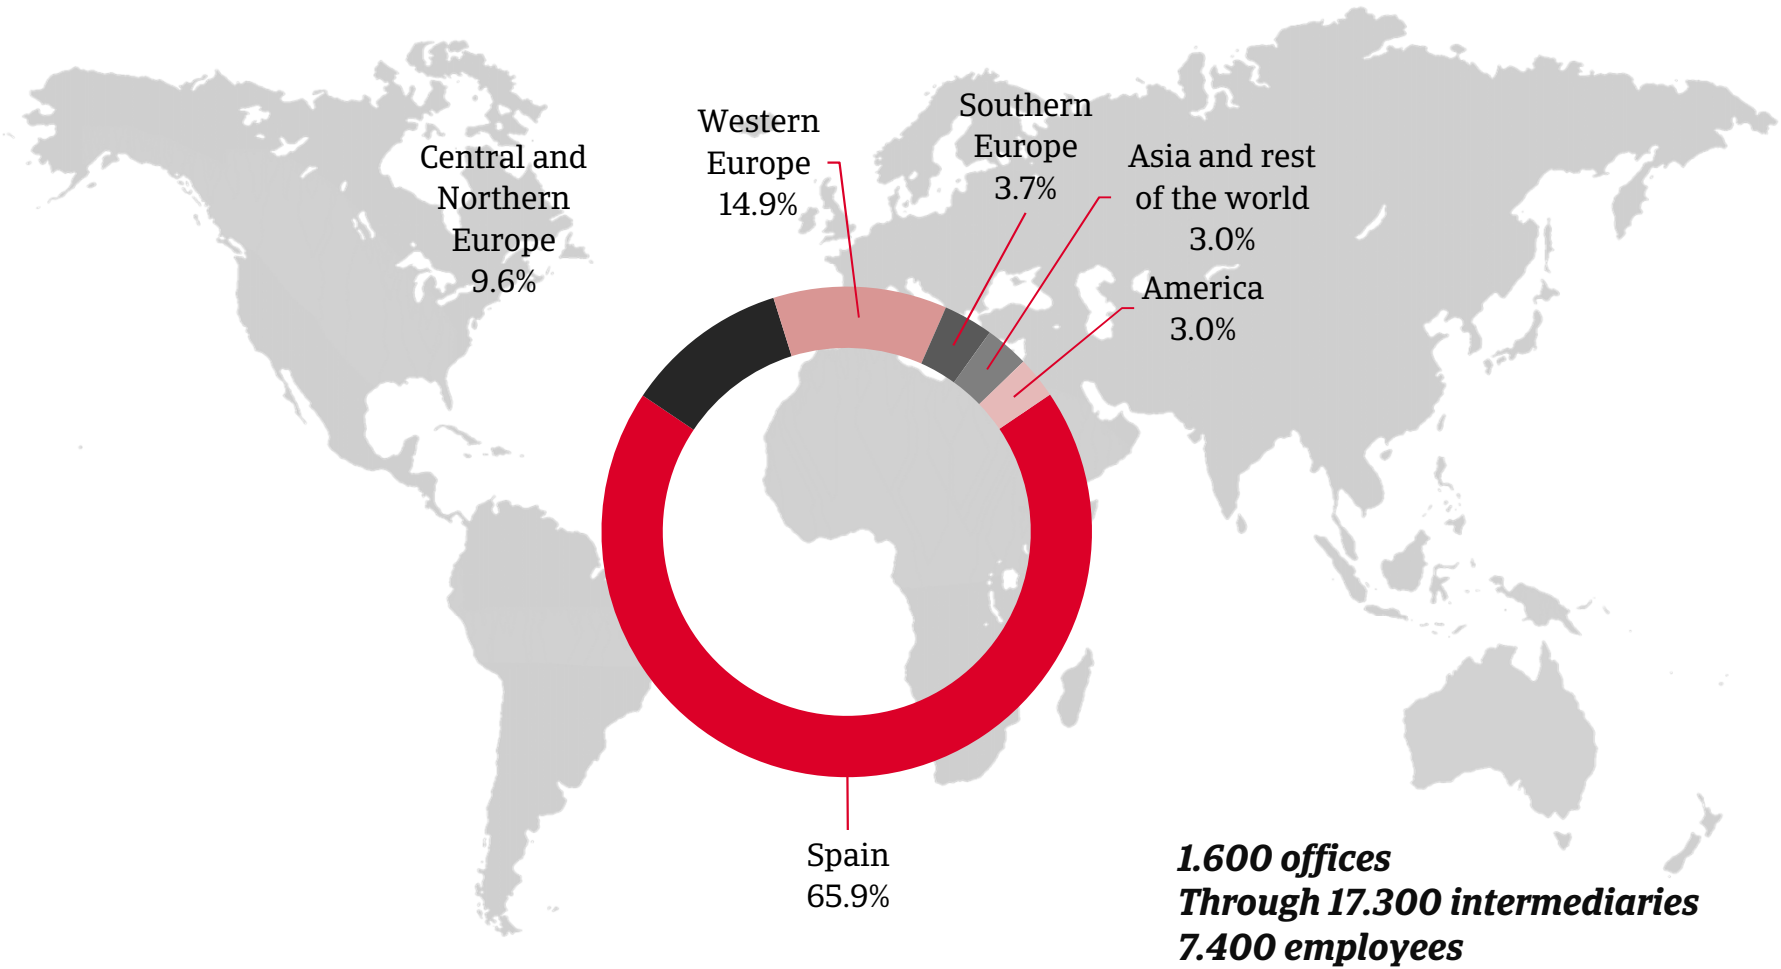 Central and
Northern
Europe
9.6%
Western
Europe
14.9%
Southern
Europe
3.7%
Asia and rest
of the world
3.0%
America
3.0%
Spain
65.9%
1.600 offices
Through 17.300 intermediaries
7.400 employees